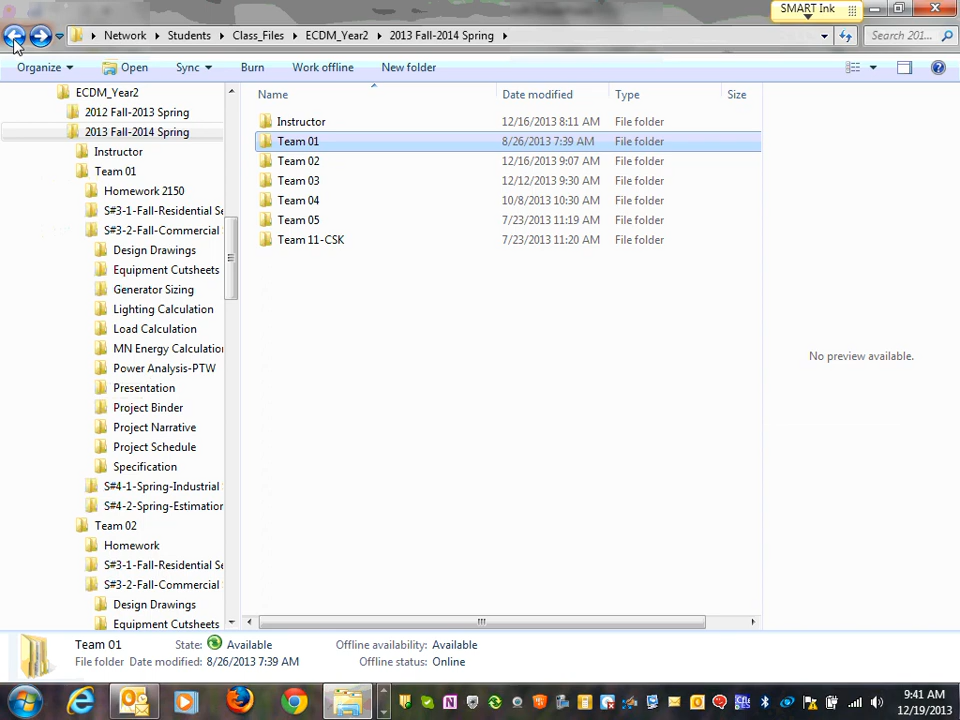 SMART Ink
Network Students Class_Files ECDM_Year2 2013 Fall-2014 Spring
Search 201...
Organize Open Sync Burn Work offline New folder
ECDM_Year2
2012 Fall-2013 Spring
2013 Fall-2014 Spring
Instructor
Team 01
Homework 2150
S#3-1-Fall-Residential Se
S#3-2-Fall-Commercial
Design Drawings
Equipment Cutsheets
Generator Sizing
Lighting Calculation
Load Calculation
MN Energy Calculation
Power Analysis-PTW
Presentation
Project Binder
Project Narrative
Project Schedule
Specification
S#4-1-Spring-Industrial
S#4-2-Spring-Estimation
Team 02
Homework
S#3-1-Fall-Residential Se
S#3-2-Fall-Commercial
Design Drawings
Equipment Cutsheets
Name Date modified Type Size
Instructor 12/16/2013 8:11 AM File folder
Team 01 8/26/2013 7:39 AM File folder
Team 02 12/16/2013 9:07 AM File folder
Team 03 12/12/2013 9:30 AM File folder
Team 04 10/8/2013 10:30 AM File folder
Team 05 7/23/2013 11:19 AM File folder
Team 11-CSK 7/23/2013 11:20 AM File folder
No preview available.
Team 01 State: Available Offline availability: Available
File folder Date modified: 8/26/2013 7:39 AM Offline status: Online
9:41 AM
12/19/2013